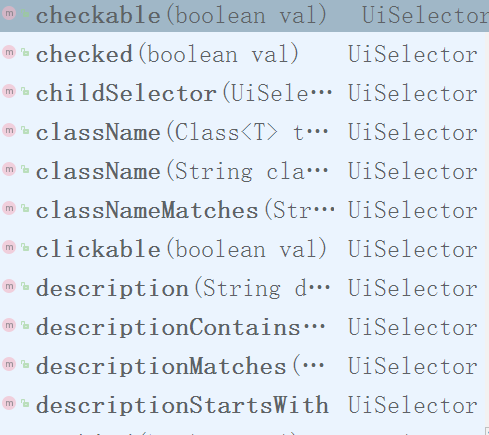 m checkable(boolean val) UiSelector
m checked(boolean val) UiSelector
m childSelector(UiSele… UiSelector
m className(Class<T> t… UiSelector
m className(String cla… UiSelector
m classNameMatches(Str… UiSelector
m clickable(boolean val) UiSelector
m description(String d… UiSelector
m descriptionContains… UiSelector
m descriptionMatches(… UiSelector
m descriptionStartsWith UiSelector